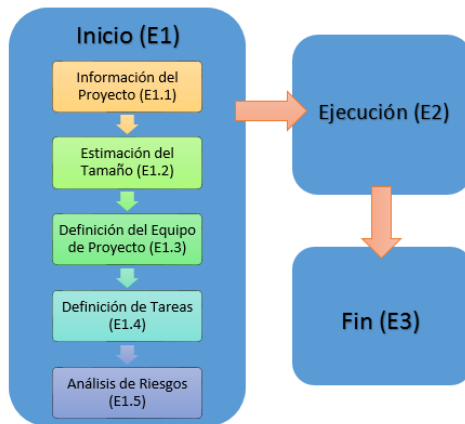 Inicio (E1)
Información del
Proyecto (E1.1)
Estimación del
Tamaño (E1.2)
Definición del Equipo
de Proyecto (E1.3)
Definición de Tareas
(E1.4)
Análisis de Riesgos
(E1.5)
Ejecución (E2)
Fin (E3)